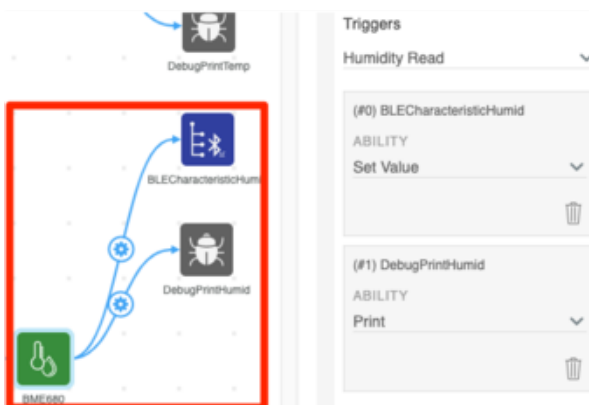 DebugPrintTemp
BLECharacteristicHumi
DebugPrintHumid
BME680
Triggers
Humidity Read
(#0) BLECharacteristicHumid
ABILITY
Set Value
(#1) DebugPrintHumid
ABILITY
Print